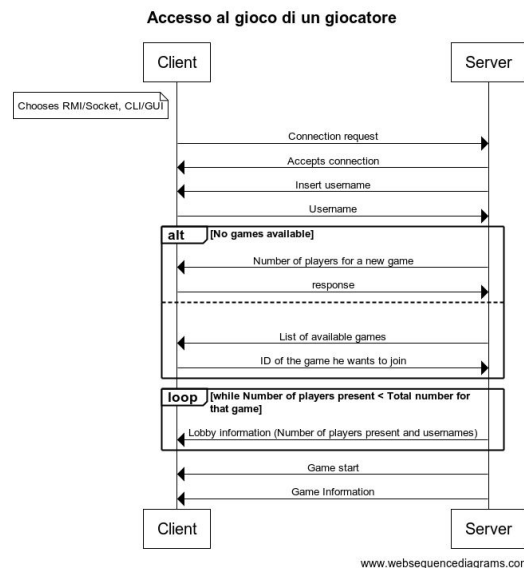 Accesso al gioco di un giocatore
Client
Server
Chooses RMI/Socket, CLI/GUI
Connection request
Accepts connection
Insert username
Username
alt
[No games available]
Number of players for a new game
response
List of available games
ID of the game he wants to join
loop
[while Number of players present < Total number for
that game]
Lobby information (Number of players present and usernames)
Game start
Game Information
Client
Server
www.websequencediagrams.com